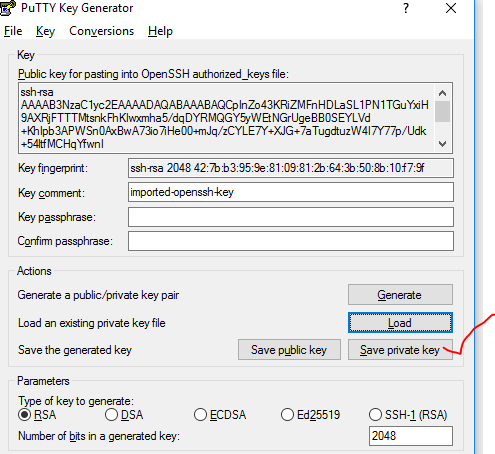 PuTTY Key Generator
File Key Conversions Help
Key
Public key for pasting into OpenSSH authorized_keys file:
ssh-rsa
AAAAB3NzaC1yc2EAAAADAQABAAABAQCpInZo43KRiZMFnHDLaSL1PN1TGuYxiH
9AXRjFTTTMtsnkFhKlwxmha5/dqDYRMQGY5yWEtNGrUgeBB0SEYLVd
+KhIpb3APWSn0AxBwA73io7iHe00+mJq/zCYLE7Y+XJG+7aTugdtuzW4I7Y77p/Udk
+54ltfMCHqYfwnI
Key fingerprint:
ssh-rsa 2048 42:7b:b3:95:9e:81:09:81:2b:64:3b:50:8b:10:f7:9f
Key comment:
imported-openssh-key
Key passphrase:
Confirm passphrase:
Actions
Generate a public/private key pair
Generate
Load an existing private key file
Load
Save the generated key
Save public key
Save private key
Parameters
Type of key to generate:
RSA DSA ECDSA Ed25519 SSH-1 (RSA)
Number of bits in a generated key:
2048